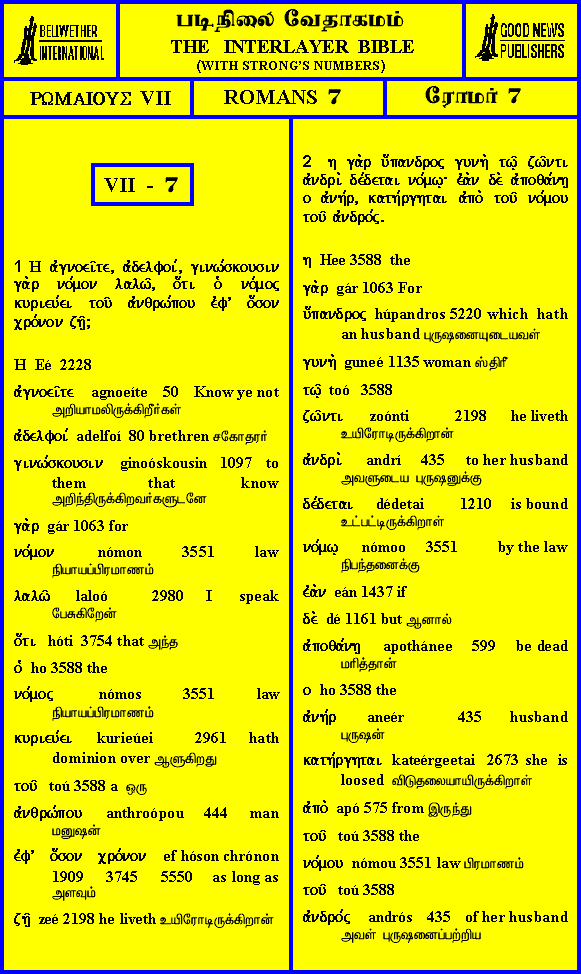 BELLWETHER
INTERNATIONAL
படிநிலை வேதாகமம்
THE INTERLAYER BIBLE
(WITH STRONG'S NUMBERS)
GOOD NEWS
PUBLISHERS
ΡΩΜΑΙΟΥΣ VII
ROMANS 7
ரோமர் 7
VII - 7
1 Η ἀγνοεῖτε, ἀδελφοί, γινώσκουσιν
γὰρ νόμον λαλῶ, ὅτι ὁ νόμος
κυριεύει τοῦ ἀνθρώπου ἐφ' ὅσον
χρόνον ζῇ;
Η Eé 2228
ἀγνοεῖτε agnoeíte 50 Know ye not
அறியாமலிருக்கிறீர்கள்
ἀδελφοί adelfoí 80 brethren சகோதரர்
γινώσκουσιν ginoóskousin 1097 to
them that know
அறிந்திருக்கிறவர்களுடனே
γὰρ gár 1063 for
νόμον nómon 3551 law
நியாயப்பிரமாணம்
λαλῶ laloó 2980 I speak
பேசுகிறேன்
ὅτι hóti 3754 that அந்த
ὁ ho 3588 the
νόμος nómos 3551 law
நியாயப்பிரமாணம்
κυριεύει kurieúei 2961 hath
dominion over ஆளுகிறது
τοῦ toú 3588 a ஒரு
ἀνθρώπου anthroópou 444 man
மனுஷன்
ἐφ' ὅσον χρόνον ef hóson chrónon
1909 3745 5550 as long as
அளவும்
ζῇ zeé 2198 he liveth உயிரோடிருக்கிறான்
2 η γὰρ ὕπανδρος γυνὴ τῷ ζῶντι
ἀνδρὶ δέδεται νόμῳ· ἐὰν δὲ ἀποθάνῃ
ο ἀνήρ, κατήργηται ἀπὸ τοῦ νόμου
τοῦ ἀνδρός.
η Hee 3588 the
γὰρ gár 1063 For
ὕπανδρος húpandros 5220 which hath
an husband புருஷனையுடையவள்
γυνὴ guneé 1135 woman ஸ்திரீ
τῷ toó 3588
ζῶντι zoónti 2198 he liveth
உயிரோடிருக்கிறான்
ἀνδρὶ andrí 435 to her husband
அவளுடைய புருஷனுக்கு
δέδεται dédetai 1210 is bound
உட்பட்டிருக்கிறாள்
νόμῳ nómoo 3551 by the law
நிபந்தனைக்கு
ἐὰν eán 1437 if
δὲ dé 1161 but ஆனால்
ἀποθάνῃ apothánee 599 be dead
மரித்தான்
ο ho 3588 the
ἀνήρ aneér 435 husband
புருஷன்
κατήργηται kateérgeetai 2673 she is
loosed விடுதலையாயிருக்கிறாள்
ἀπὸ apó 575 from இருந்து
τοῦ toú 3588 the
νόμου nómou 3551 law பிரமாணம்
τοῦ toú 3588
ἀνδρός andrós 435 of her husband
அவள் புருஷனைப்பற்றிய